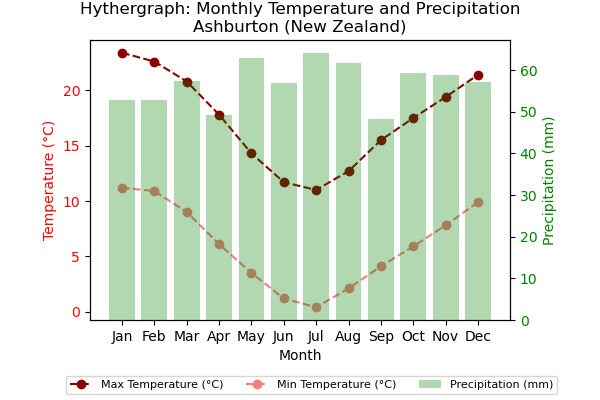 Hythergraph: Monthly Temperature and Precipitation
Ashburton (New Zealand)
Temperature (°C)
20
15
10
5
0
60
50
40
30
20
10
0
Precipitation (mm)
Jan Feb Mar Apr May Jun Jul Aug Sep Oct Nov Dec
Month
Max Temperature (°C) Min Temperature (°C) Precipitation (mm)